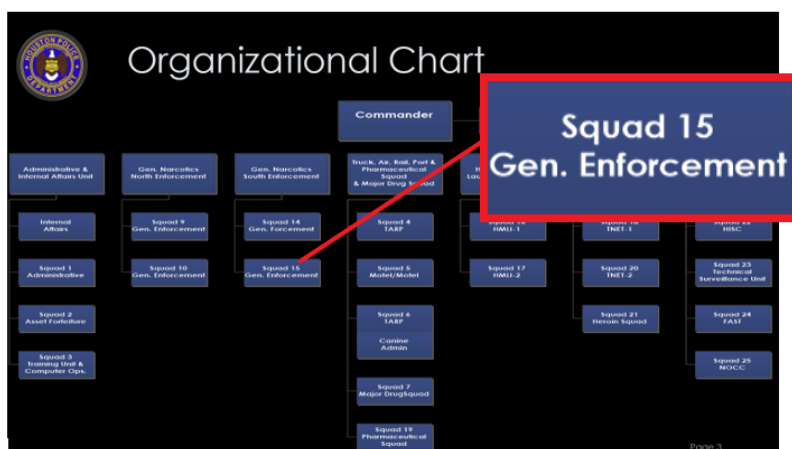 HOUSTON POLICE
DEPARTMENT
Organizational Chart
Commander
Squad 15
Gen. Enforcement
Administrative &
Internal Affairs Unit
Gen. Narcotics
North Enforcement
Gen. Narcotics
South Enforcement
Truck, Air, Rail, Port &
Pharmaceutical
Squad
& Major Drug Squad
Internal
Affairs
Squad 1
Administrative
Squad 2
Asset Forfeiture
Squad 3
Training Unit &
Computer Ops.
Squad 9
Gen. Enforcement
Squad 10
Gen. Enforcement
Squad 14
Gen. Forcement
Squad 15
Gen. Enforcement
Squad 4
TARP
Squad 5
Motel/Motel
Squad 6
TARP
Canine
Admin
Squad 7
Major DrugSquad
Squad 19
Pharmaceutical
Squad
HMLI-1
Squad 17
HMLI-2
TNET-1
Squad 20
TNET-2
Squad 21
Heroin Squad
HISC
Squad 23
Technical
Surveillance Unit
Squad 24
FAST
Squad 25
NOCC
Page 3